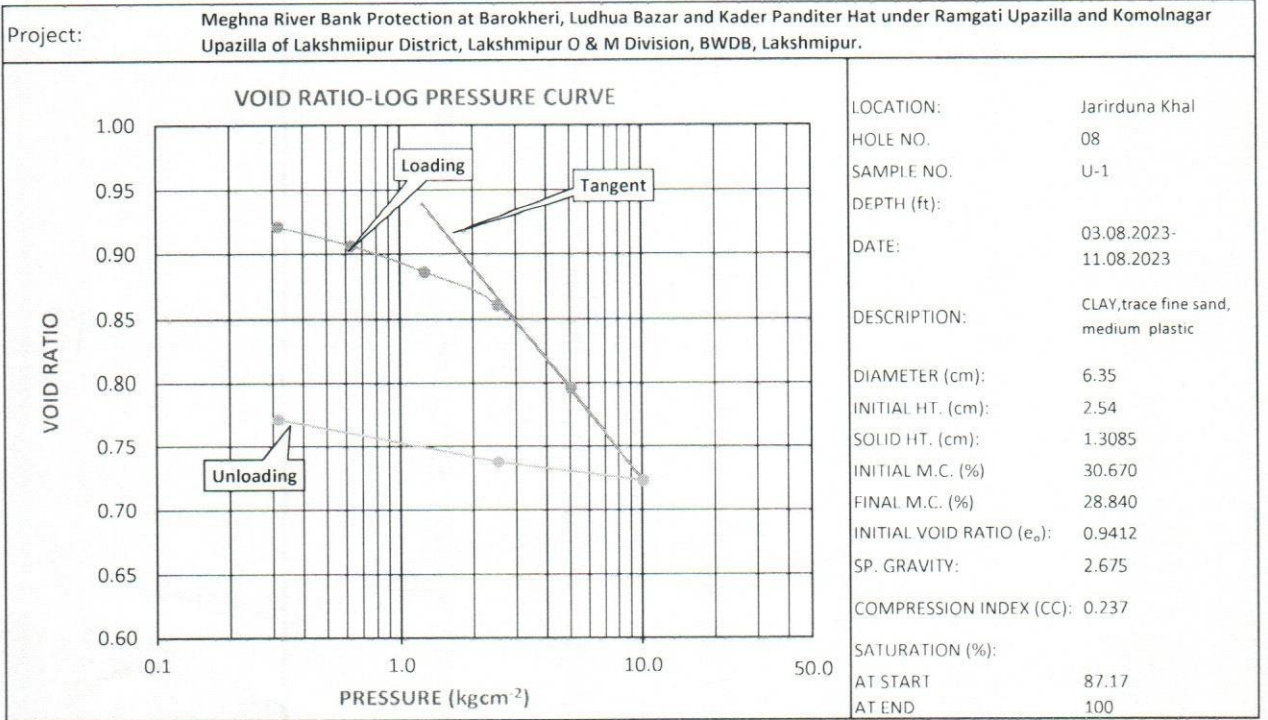 Project:
Meghna River Bank Protection at Barokheri, Ludhua Bazar and Kader Panditer Hat under Ramgati Upazilla and Komolnagar
Upazilla of Lakshmiipur District, Lakshmipur O & M Division, BWDB, Lakshmipur.
VOID RATIO-LOG PRESSURE CURVE
1.00
0.95
0.90
0.85
0.80
0.75
0.70
0.65
0.60
VOID RATIO
Loading
Tangent
Unloading
0.1 1.0 10.0 50.0
PRESSURE (kgcm-2)
LOCATION: Jarirduna Khal
HOLE NO. 08
SAMPLE NO. U-1
DEPTH (ft):
DATE: 03.08.2023-
11.08.2023
DESCRIPTION: CLAY,trace fine sand,
medium plastic
DIAMETER (cm): 6.35
INITIAL HT. (cm): 2.54
SOLID HT. (cm): 1.3085
INITIAL M.C. (%) 30.670
FINAL M.C. (%) 28.840
INITIAL VOID RATIO (eo): 0.9412
SP. GRAVITY: 2.675
COMPRESSION INDEX (CC): 0.237
SATURATION (%):
AT START 87.17
AT END 100